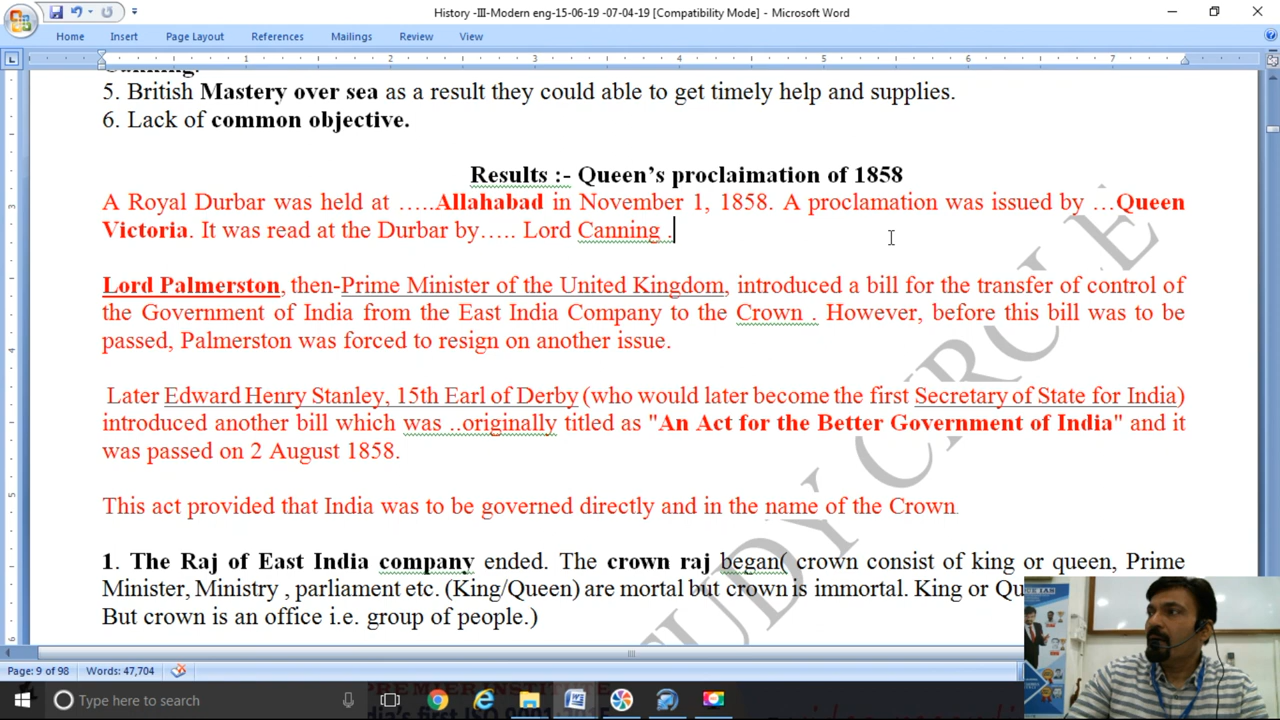 History -III-Modern eng-15-06-19 -07-04-19 [Compatibility Mode] - Microsoft Word
Home Insert Page Layout References Mailings Review View
1 2 3 4 5 6 7
5. British Mastery over sea as a result they could able to get timely help and supplies.
6. Lack of common objective.
Results :- Queen's proclaimation of 1858
A Royal Durbar was held at …..Allahabad in November 1, 1858. A proclamation was issued by …Queen
Victoria. It was read at the Durbar by….. Lord Canning .
Lord Palmerston, then-Prime Minister of the United Kingdom, introduced a bill for the transfer of control of
the Government of India from the East India Company to the Crown . However, before this bill was to be
passed, Palmerston was forced to resign on another issue.
Later Edward Henry Stanley, 15th Earl of Derby (who would later become the first Secretary of State for India)
introduced another bill which was ..originally titled as "An Act for the Better Government of India" and it
was passed on 2 August 1858.
This act provided that India was to be governed directly and in the name of the Crown.
1. The Raj of East India company ended. The crown raj began( crown consist of king or queen, Prime
Minister, Ministry , parliament etc. (King/Queen) are mortal but crown is immortal. King or
But crown is an office i.e. group of people.)
STUDY CIRCLE
Page: 9 of 98 Words: 47,704
Type here to search